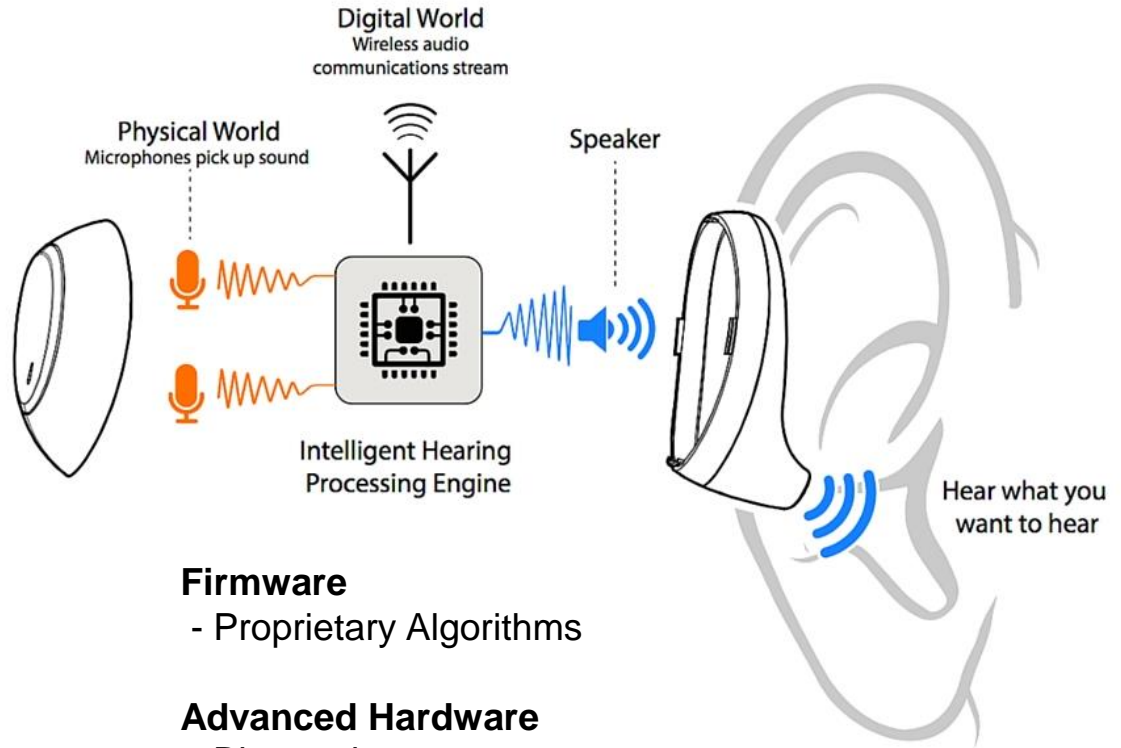 Digital World
Wireless audio
communications stream
Physical World
Microphones pick up sound
Speaker
Intelligent Hearing
Processing Engine
Hear what you
want to hear
Firmware
- Proprietary Algorithms
Advanced Hardware